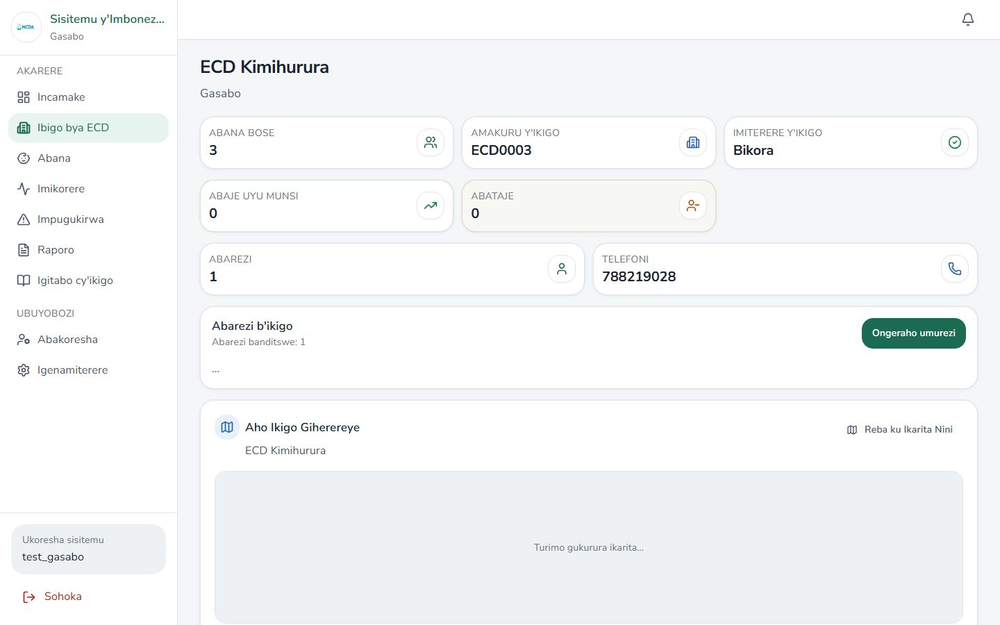 NCDA
Sisitemu y'Imbonez...
Gasabo
AKARERE
Incamake
Ibigo bya ECD
Abana
Imikorere
Impugukirwa
Raporo
Igitabo cy'ikigo
UBUYOBOZI
Abakoresha
Igenamiterere
Ukoresha sisitemu
test_gasabo
Sohoka
ECD Kimihurura
Gasabo
ABANA BOSE
3
AMAKURU Y'IKIGO
ECD0003
IMITERERE Y'IKIGO
Bikora
ABAJE UYU MUNSI
0
ABATAJE
0
ABAREZI
1
TELEFONI
788219028
Abarezi b'ikigo
Abarezi banditswe: 1
Ongeraho umurezi
...
Aho Ikigo Giherereye
ECD Kimihurura
Reba ku Ikarita Nini
Turimo gukurura ikarita...